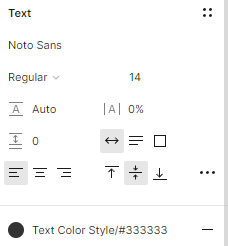 Text
Noto Sans
Regular 14
Auto 0%
0
Text Color Style/#333333